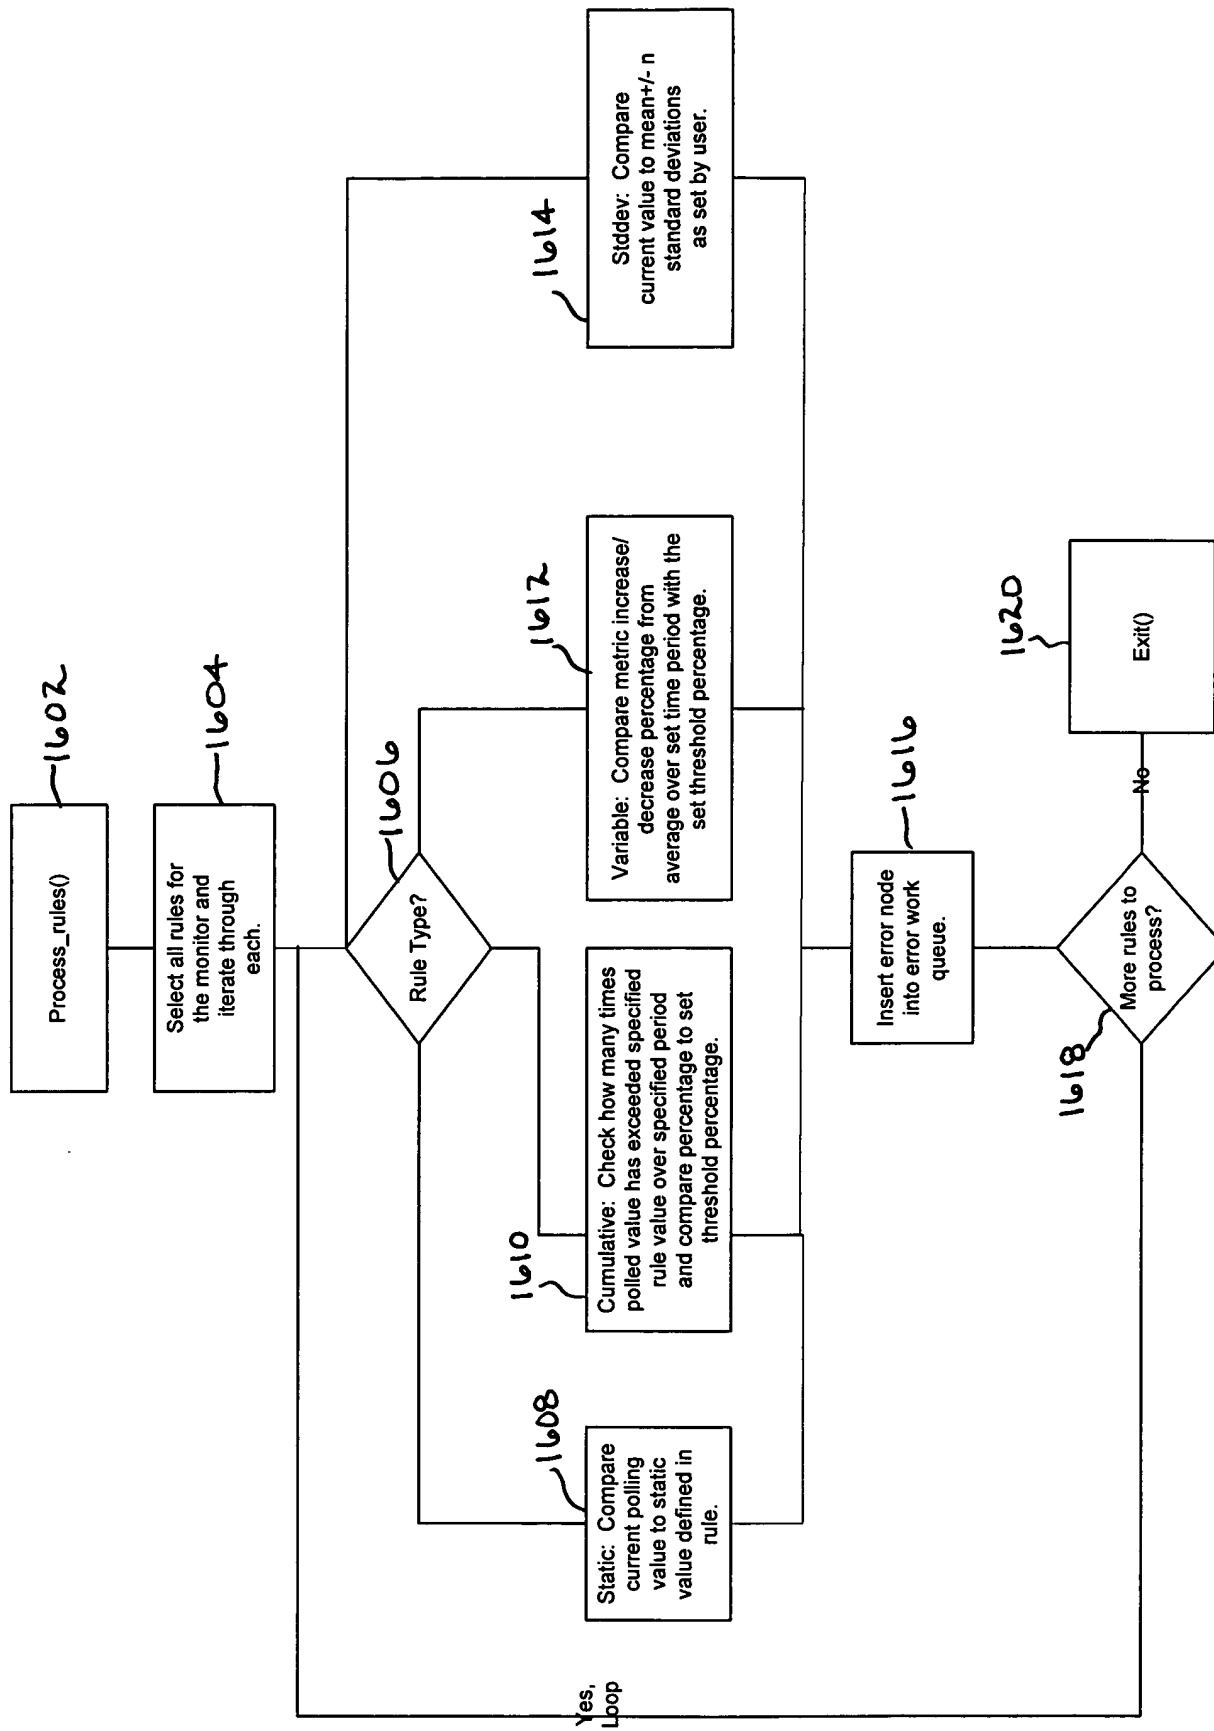 Process_rules()
1602
Select all rules for
the monitor and
iterate through
each.
1604
Rule Type?
1606
Static: Compare
current polling
value to static
value defined in
rule.
1608
Cumulative: Check how many times
polled value has exceeded specified
rule value over specified period
and compare percentage to set
threshold percentage.
1610
Variable: Compare metric increase/
decrease percentage from
average over set time period with the
set threshold percentage.
1612
Stddev: Compare
current value to mean+/- n
standard deviations
as set by user.
1614
Insert error node
into error work
queue.
1616
More rules to
process?
1618
Yes,
Loop
No
Exit()
1620